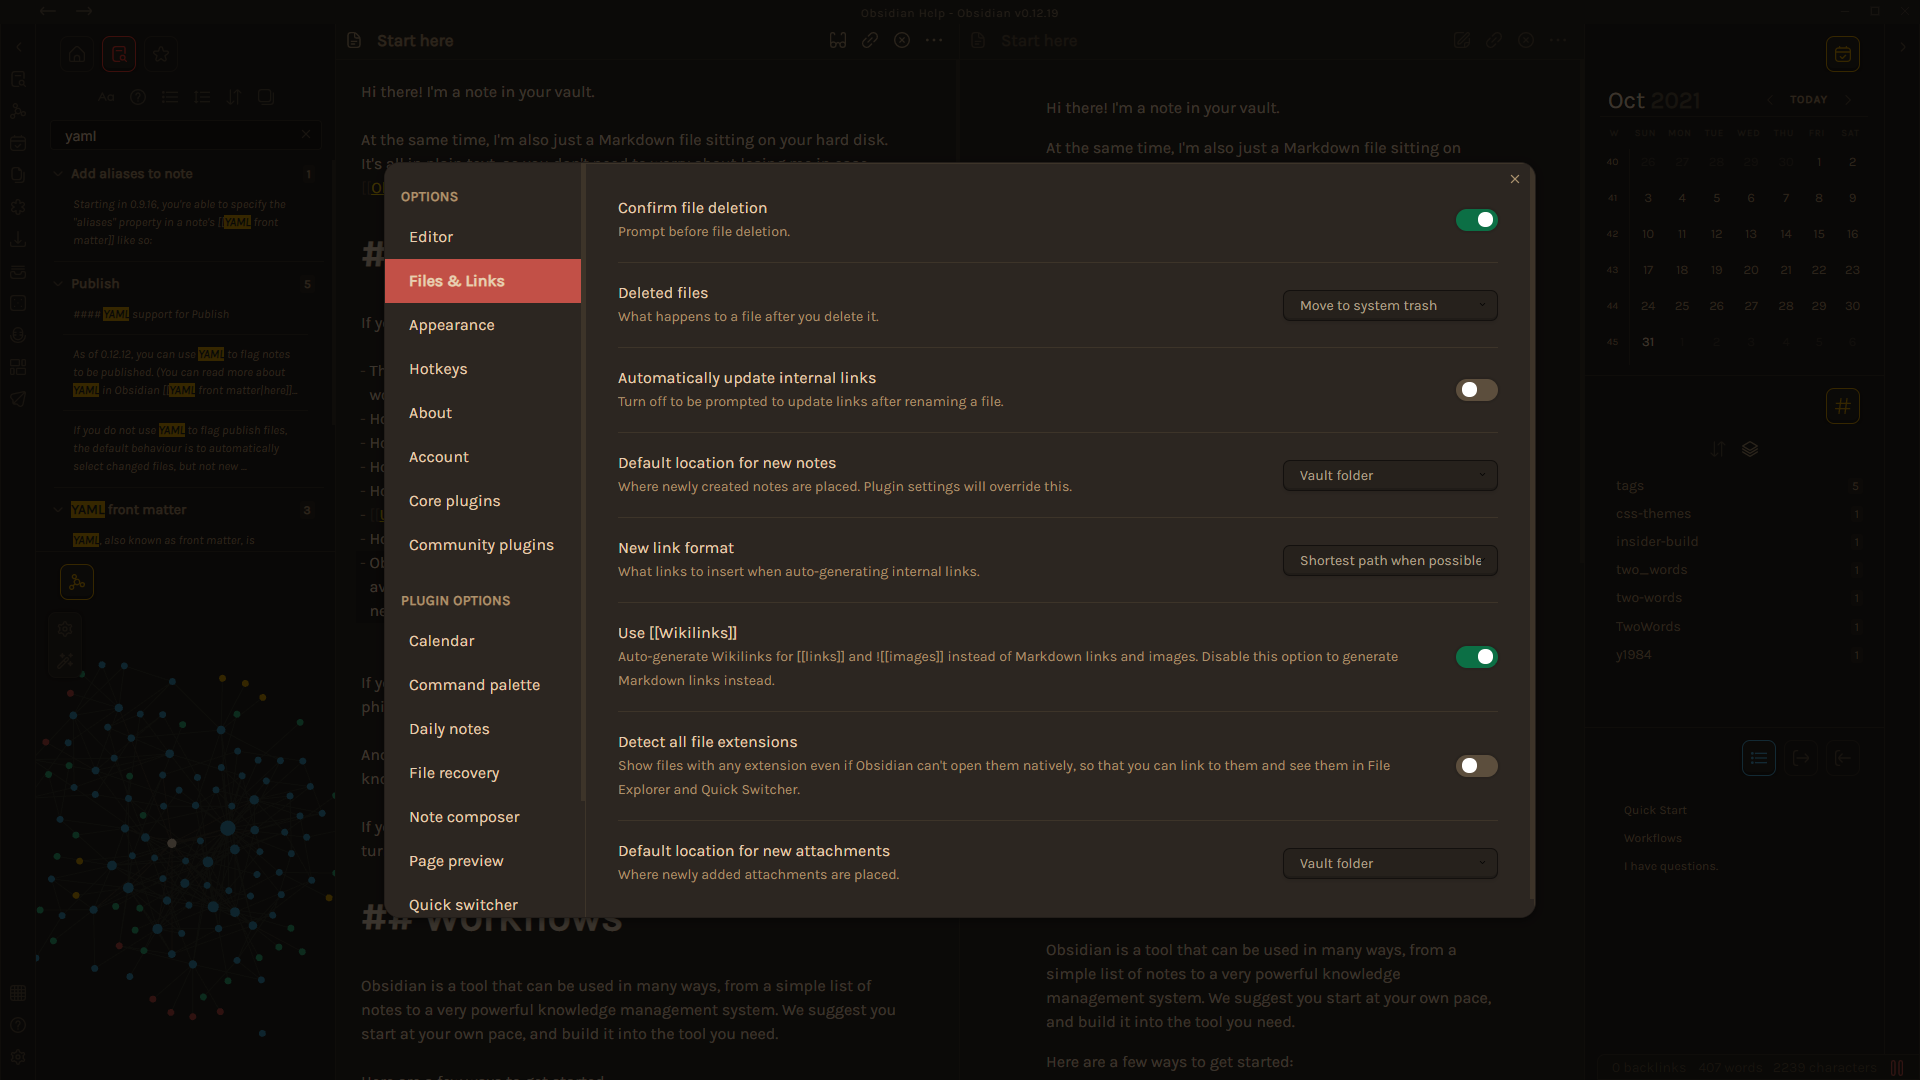 Obsidian Help - Obsidian v0.12.19
Start here
Start here
Aa
yaml
Add aliases to note 1
Starting in 0.9.16, you're able to specify the
"aliases" property in a note's [[YAML front
matter]] like so:
Publish 5
#### YAML support for Publish
As of 0.12.12, you can use YAML to flag notes
to be published. (You can read more about
YAML in Obsidian [[YAML front matter|here]]...
If you do not use YAML to flag publish files,
the default behaviour is to automatically
select changed files, but not new ...
YAML front matter 3
YAML, also known as front matter, is
Hi there! I'm a note in your vault.
At the same time, I'm also just a Markdown file sitting on your hard disk.
It's all in plain text, so you don't need to worry about losing me in case
OPTIONS
Editor
Files & Links
Appearance
Hotkeys
About
Account
Core plugins
Community plugins
PLUGIN OPTIONS
Calendar
Command palette
Daily notes
File recovery
Note composer
Page preview
Quick switcher
Confirm file deletion
Prompt before file deletion.
Deleted files
What happens to a file after you delete it.
Move to system trash
Automatically update internal links
Turn off to be prompted to update links after renaming a file.
Default location for new notes
Where newly created notes are placed. Plugin settings will override this.
Vault folder
New link format
What links to insert when auto-generating internal links.
Shortest path when possible
Use [[Wikilinks]]
Auto-generate Wikilinks for [[links]] and ![[images]] instead of Markdown links and images. Disable this option to generate
Markdown links instead.
Detect all file extensions
Show files with any extension even if Obsidian can't open them natively, so that you can link to them and see them in File
Explorer and Quick Switcher.
Default location for new attachments
Where newly added attachments are placed.
Vault folder
## Workflows
Obsidian is a tool that can be used in many ways, from a simple list of
notes to a very powerful knowledge management system. We suggest you
start at your own pace, and build it into the tool you need.
Here are a few ways to get started
Hi there! I'm a note in your vault.
At the same time, I'm also just a Markdown file sitting on
Obsidian is a tool that can be used in many ways, from a
simple list of notes to a very powerful knowledge
management system. We suggest you start at your own pace,
and build it into the tool you need.
Here are a few ways to get started:
Oct 2021
TODAY
W SUN MON TUE WED THU FRI SAT
40 26 27 28 29 30 1 2
41 3 4 5 6 7 8 9
42 10 11 12 13 14 15 16
43 17 18 19 20 21 22 23
44 24 25 26 27 28 29 30
45 31 1 2 3 4 5 6
#
tags 5
css-themes 1
insider-build 1
two_words 1
two-words 1
TwoWords 1
y1984 1
Quick Start
Workflows
I have questions.
0 backlinks 407 words 2239 characters